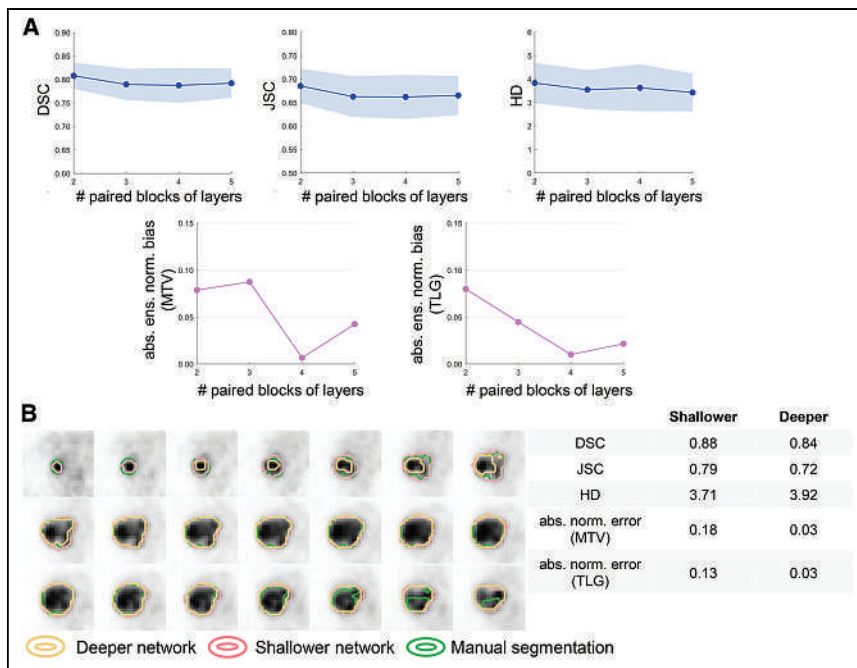 A
DSC
0.90
0.85
0.80
0.75
0.70
0.65
0.60
2 3 4 5
# paired blocks of layers
JSC
0.80
0.75
0.70
0.65
0.60
0.55
0.50
2 3 4 5
# paired blocks of layers
HD
6
5
4
3
2
1
0
2 3 4 5
# paired blocks of layers
abs. ens. norm. bias
(MTV)
0.15
0.10
0.05
0.00
2 3 4 5
# paired blocks of layers
abs. ens. norm bias
(TLG)
0.15
0.10
0.05
0.00
2 3 4 5
# paired blocks of layers
B
Shallower Deeper
DSC 0.88 0.84
JSC 0.79 0.72
HD 3.71 3.92
abs. norm. error
(MTV) 0.18 0.03
abs. norm. error
(TLG) 0.13 0.03
Deeper network Shallower network Manual segmentation